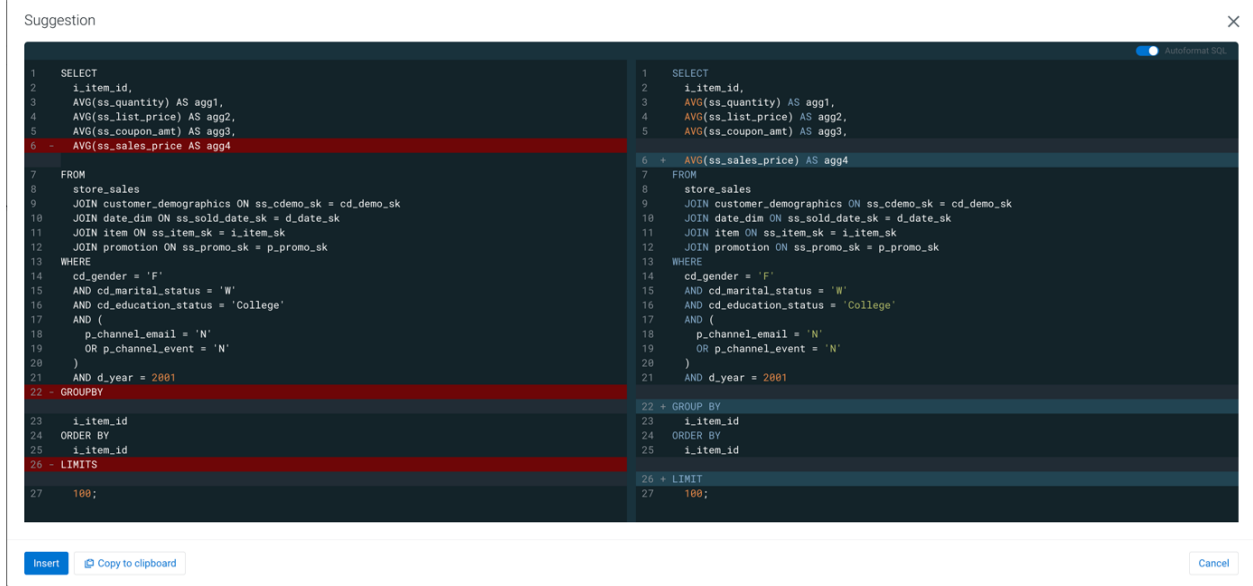 Suggestion
Autoformat SQL
1 SELECT
2 i_item_id,
3 AVG(ss_quantity) AS agg1,
4 AVG(ss_list_price) AS agg2,
5 AVG(ss_coupon_amt) AS agg3,
6 - AVG(ss_sales_price AS agg4
7 FROM
8 store_sales
9 JOIN customer_demographics ON ss_cdemo_sk = cd_demo_sk
10 JOIN date_dim ON ss_sold_date_sk = d_date_sk
11 JOIN item ON ss_item_sk = i_item_sk
12 JOIN promotion ON ss_promo_sk = p_promo_sk
13 WHERE
14 cd_gender = 'F'
15 AND cd_marital_status = 'W'
16 AND cd_education_status = 'College'
17 AND (
18 p_channel_email = 'N'
19 OR p_channel_event = 'N'
20 )
21 AND d_year = 2001
22 - GROUPBY
23 i_item_id
24 ORDER BY
25 i_item_id
26 - LIMITS
27 100;
1 SELECT
2 i_item_id,
3 AVG(ss_quantity) AS agg1,
4 AVG(ss_list_price) AS agg2,
5 AVG(ss_coupon_amt) AS agg3,
6 + AVG(ss_sales_price) AS agg4
7 FROM
8 store_sales
9 JOIN customer_demographics ON ss_cdemo_sk = cd_demo_sk
10 JOIN date_dim ON ss_sold_date_sk = d_date_sk
11 JOIN item ON ss_item_sk = i_item_sk
12 JOIN promotion ON ss_promo_sk = p_promo_sk
13 WHERE
14 cd_gender = 'F'
15 AND cd_marital_status = 'W'
16 AND cd_education_status = 'College'
17 AND (
18 p_channel_email = 'N'
19 OR p_channel_event = 'N'
20 )
21 AND d_year = 2001
22 + GROUP BY
23 i_item_id
24 ORDER BY
25 i_item_id
26 + LIMIT
27 100;
Insert
Copy to clipboard
Cancel